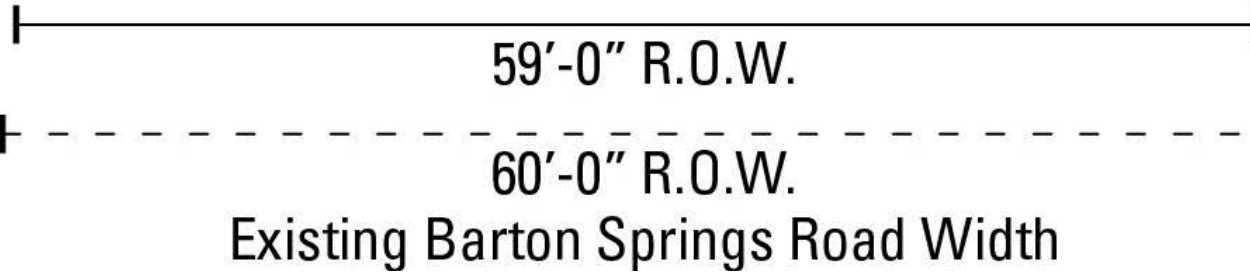 59′-0″ R.O.W.
60′-0″ R.O.W.
Existing Barton Springs Road Width